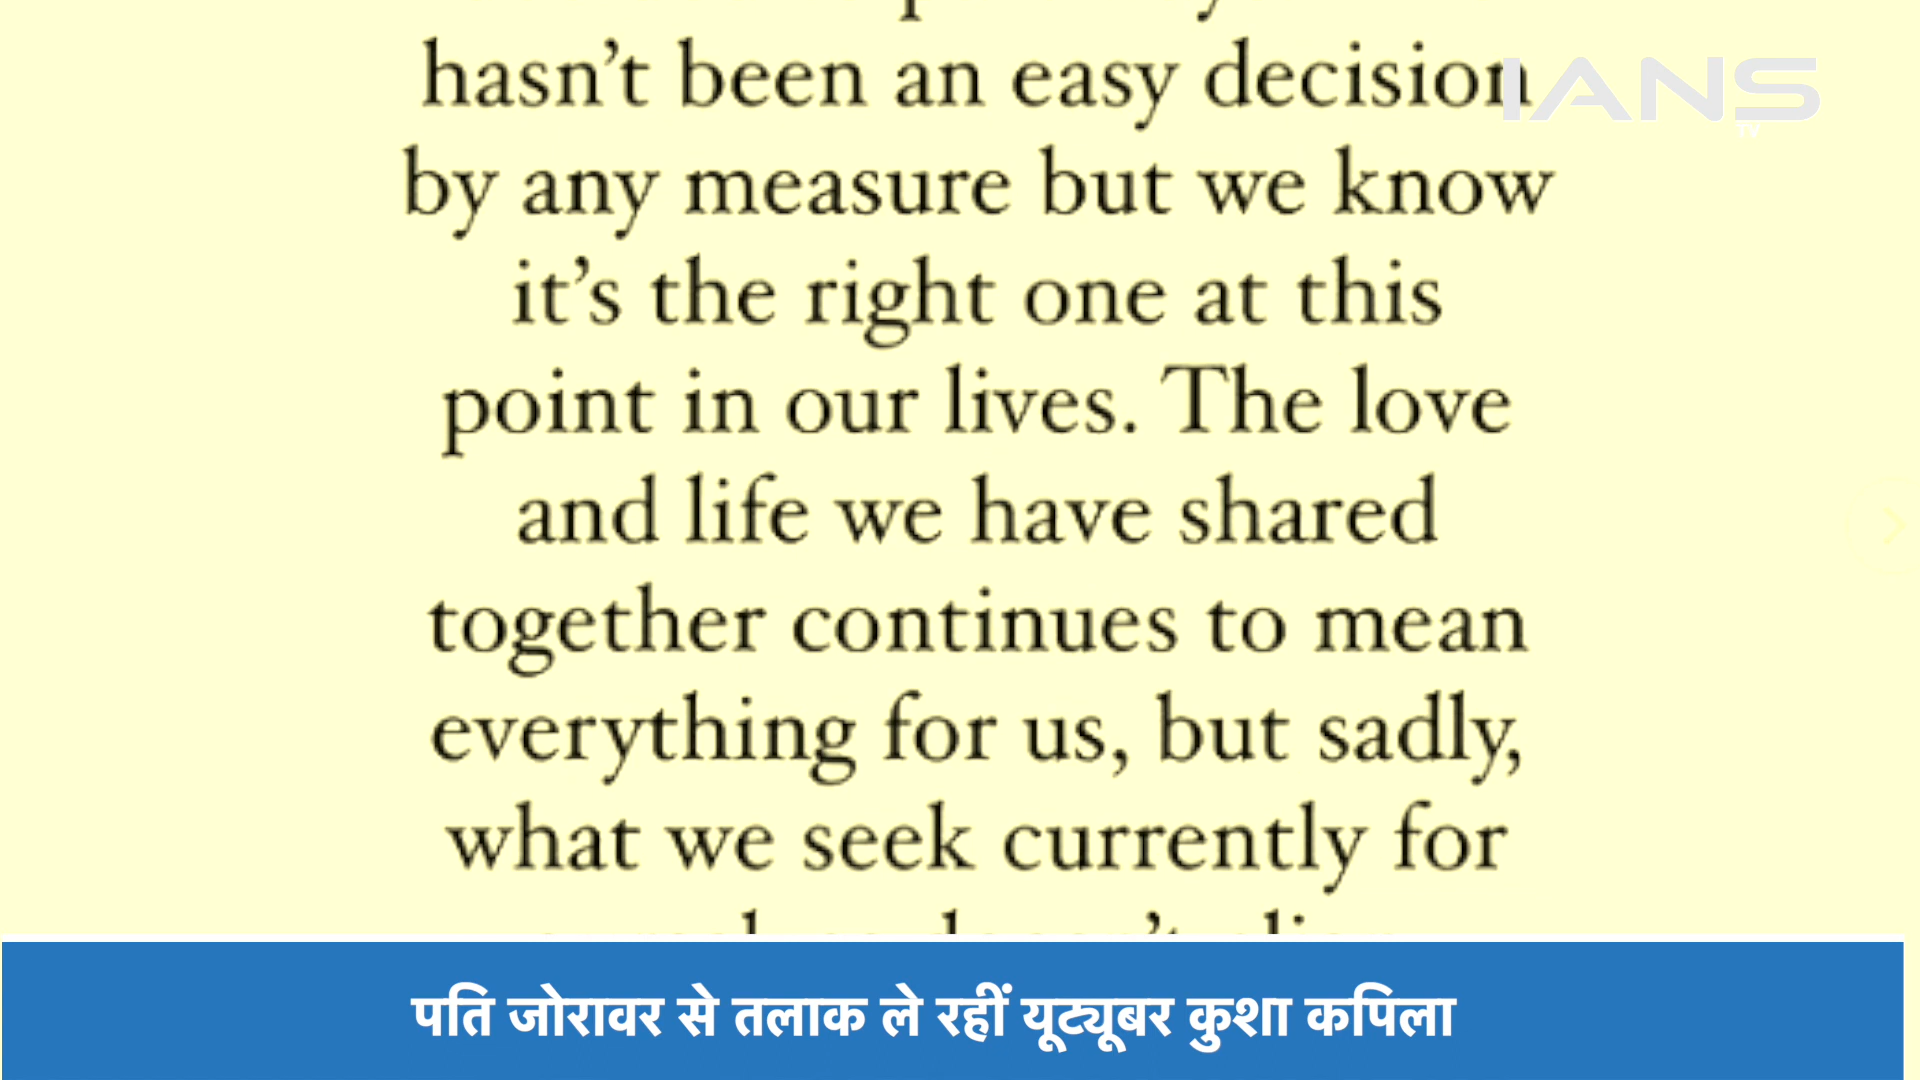 hasn’t been an easy decision
IANS
TV
by any measure but we know
it’s the right one at this
point in our lives. The love
and life we have shared
together continues to mean
everything for us, but sadly,
what we seek currently for
पति जोरावर से तलाक ले रहीं यूट्यूबर कुशा कपिला